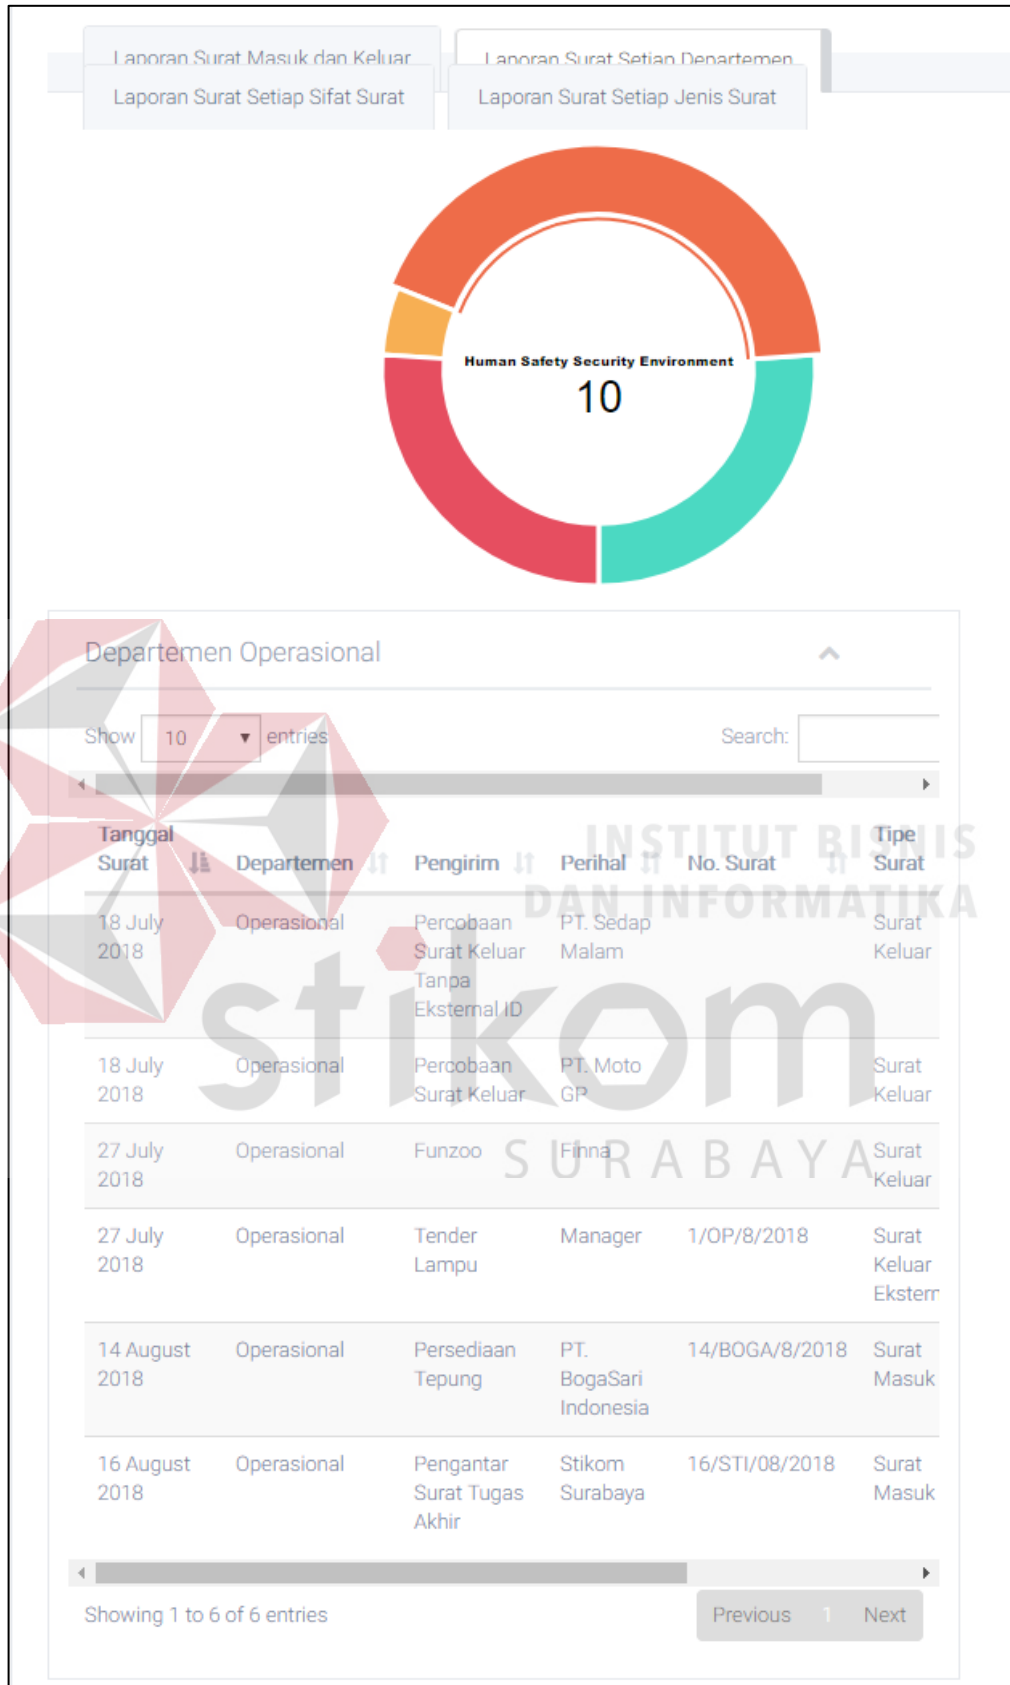 Laporan Surat Masuk dan Keluar
Laporan Surat Setiap Departemen
Laporan Surat Setiap Sifat Surat
Laporan Surat Setiap Jenis Surat
Human Safety Security Environment
10
Departemen Operasional
Show 10 entries Search:
Tanggal Surat Departemen Pengirim Perihal No. Surat Tipe Surat
18 July 2018 Operasional Percobaan Surat Keluar Tanpa Eksternal ID PT. Sedap Malam Surat Keluar
18 July 2018 Operasional Percobaan Surat Keluar PT. Moto GP Surat Keluar
27 July 2018 Operasional Funzoo Finna Surat Keluar
27 July 2018 Operasional Tender Lampu Manager 1/OP/8/2018 Surat Keluar Ekstern
14 August 2018 Operasional Persediaan Tepung PT. BogaSari Indonesia 14/BOGA/8/2018 Surat Masuk
16 August 2018 Operasional Pengantar Surat Tugas Akhir Stikom Surabaya 16/STI/08/2018 Surat Masuk
Showing 1 to 6 of 6 entries
Previous 1 Next
INSTITUT BISNIS
DAN INFORMATIKA
stikom
SURABAYA